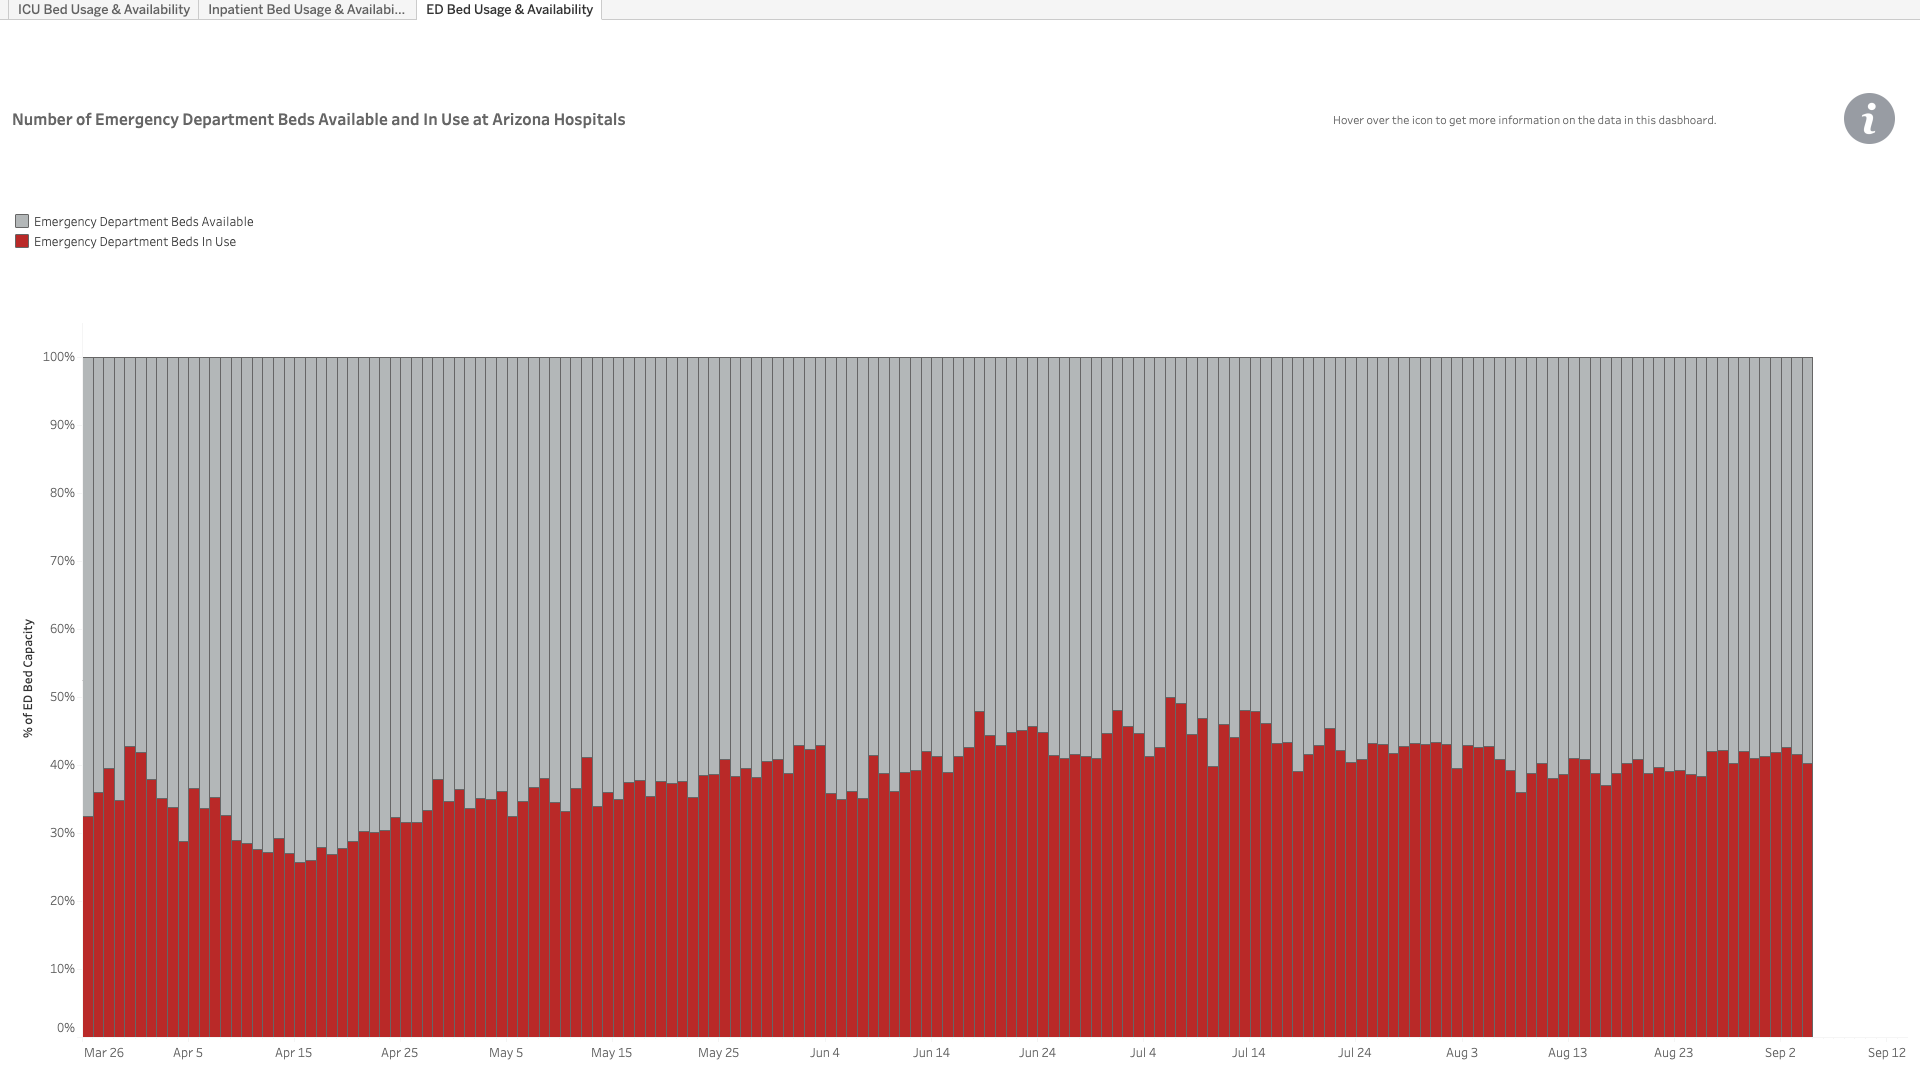 ICU Bed Usage & Availability
Inpatient Bed Usage & Availabi...
ED Bed Usage & Availability
Number of Emergency Department Beds Available and In Use at Arizona Hospitals
Hover over the icon to get more information on the data in this dasbhoard.
i
Emergency Department Beds Available
Emergency Department Beds In Use
% of ED Bed Capacity
100%
90%
80%
70%
60%
50%
40%
30%
20%
10%
0%
Mar 26
Apr 5
Apr 15
Apr 25
May 5
May 15
May 25
Jun 4
Jun 14
Jun 24
Jul 4
Jul 14
Jul 24
Aug 3
Aug 13
Aug 23
Sep 2
Sep 12